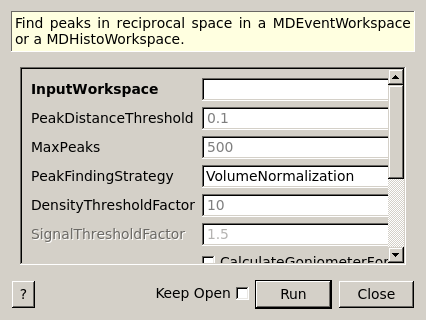 Find peaks in reciprocal space in a MDEventWorkspace
or a MDHistoWorkspace.
InputWorkspace
PeakDistanceThreshold 0.1
MaxPeaks 500
PeakFindingStrategy VolumeNormalization
DensityThresholdFactor 10
SignalThresholdFactor 1.5
CalculateGoniometerFor
? Keep Open Run Close